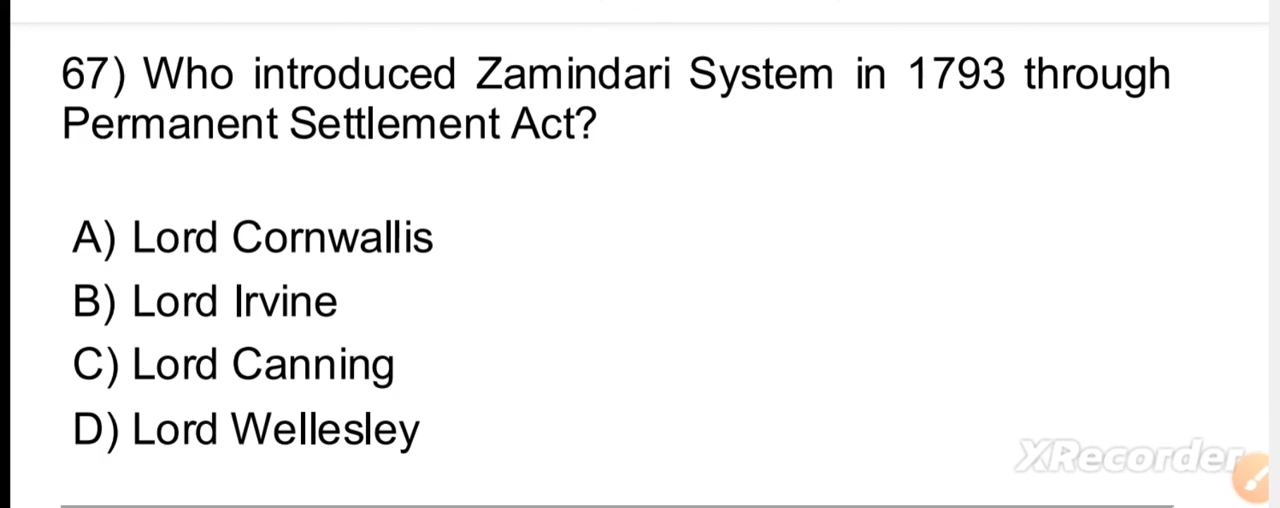 67) Who introduced Zamindari System in 1793 through
Permanent Settlement Act?
A) Lord Cornwallis
B) Lord Irvine
C) Lord Canning
D) Lord Wellesley
XRecorder